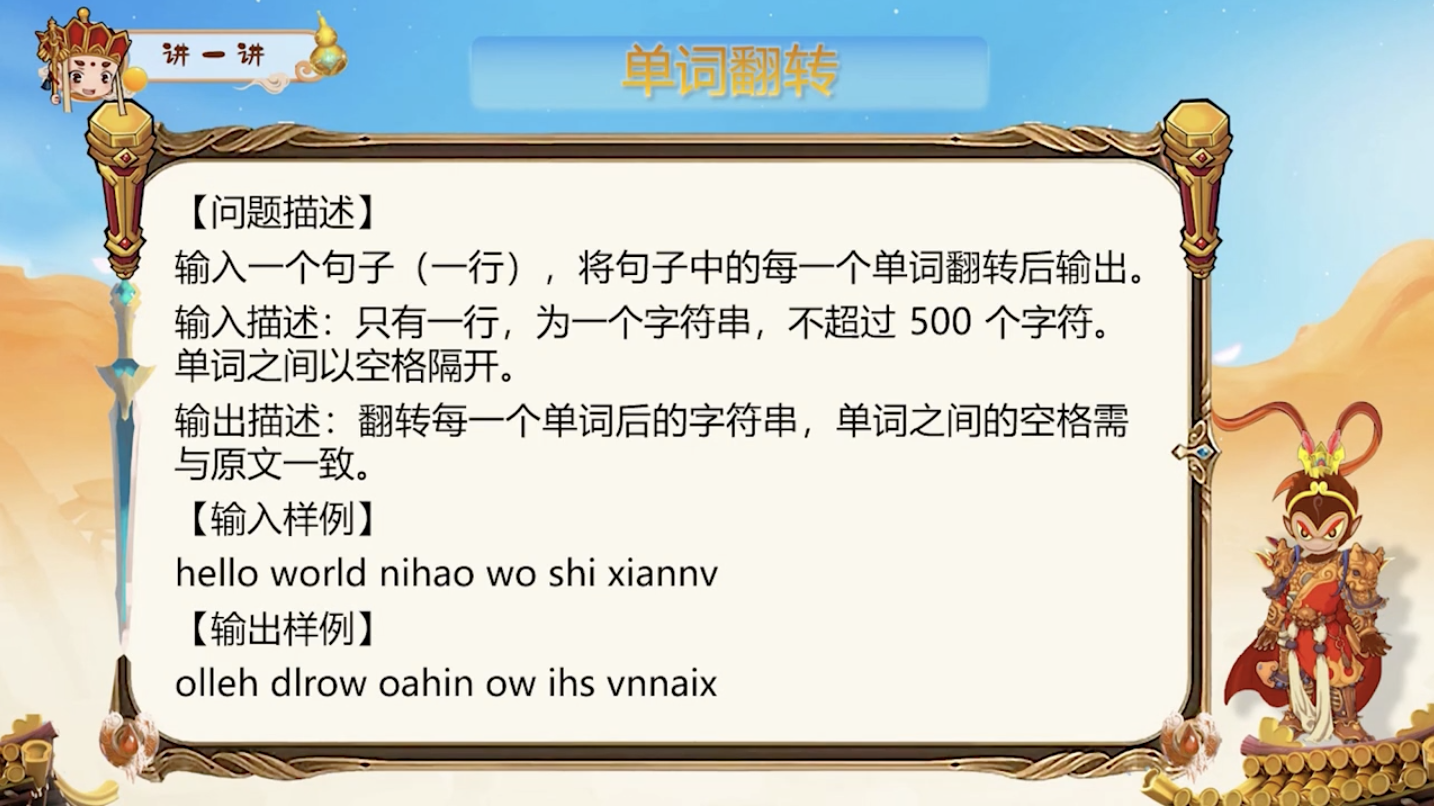 讲一讲
单词翻转
【问题描述】
输入一个句子（一行），将句子中的每一个单词翻转后输出。
输入描述：只有一行，为一个字符串，不超过 500 个字符。
单词之间以空格隔开。
输出描述：翻转每一个单词后的字符串，单词之间的空格需
与原文一致。
【输入样例】
hello world nihao wo shi xiannv
【输出样例】
olleh dlrow oahin ow ihs vnnaix